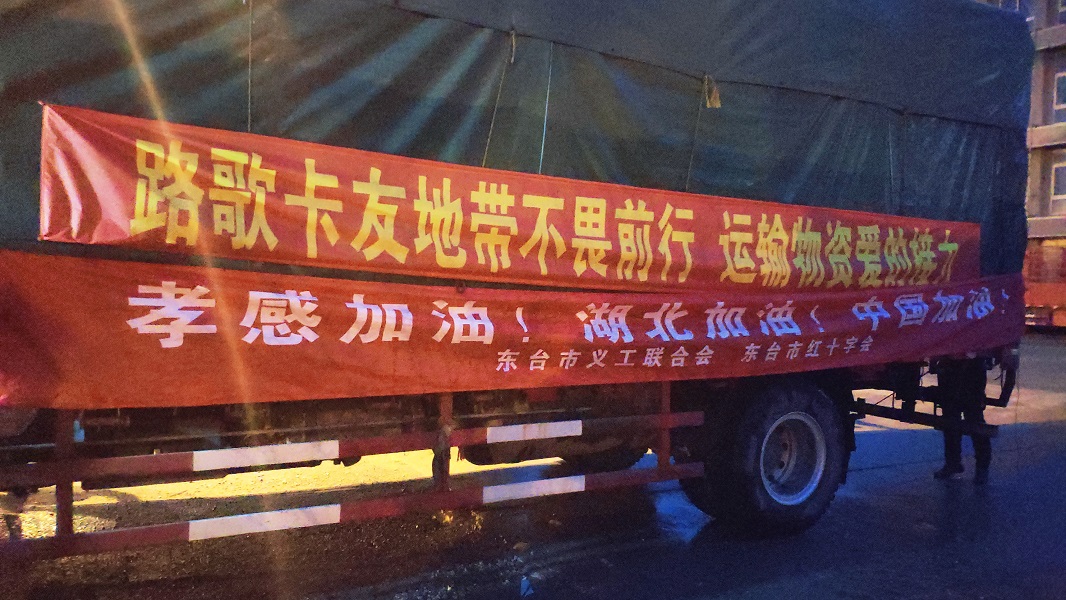 路歌卡友地带不畏前行 运输物资爱的接力
孝感加油！ 湖北加油！ 中国加油！
东台市义工联合会 东台市红十字会